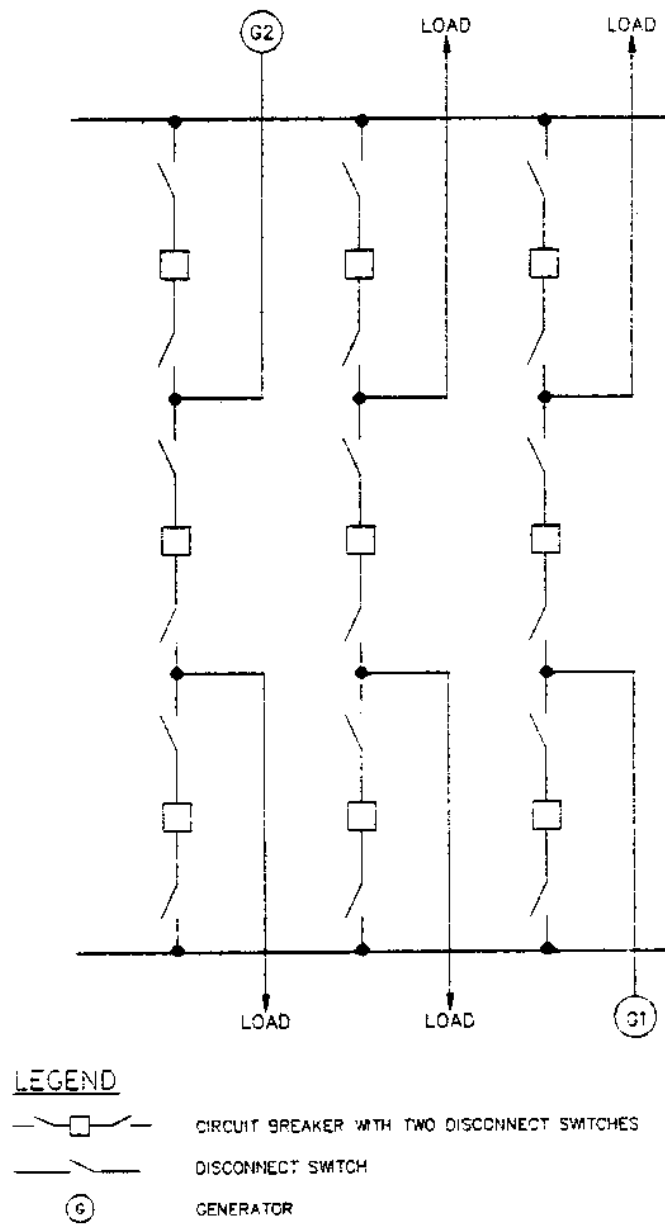 G2
LOAD
LOAD
LOAD
LOAD
G1
LEGEND
CIRCUIT BREAKER WITH TWO DISCONNECT SWITCHES
DISCONNECT SWITCH
G
GENERATOR